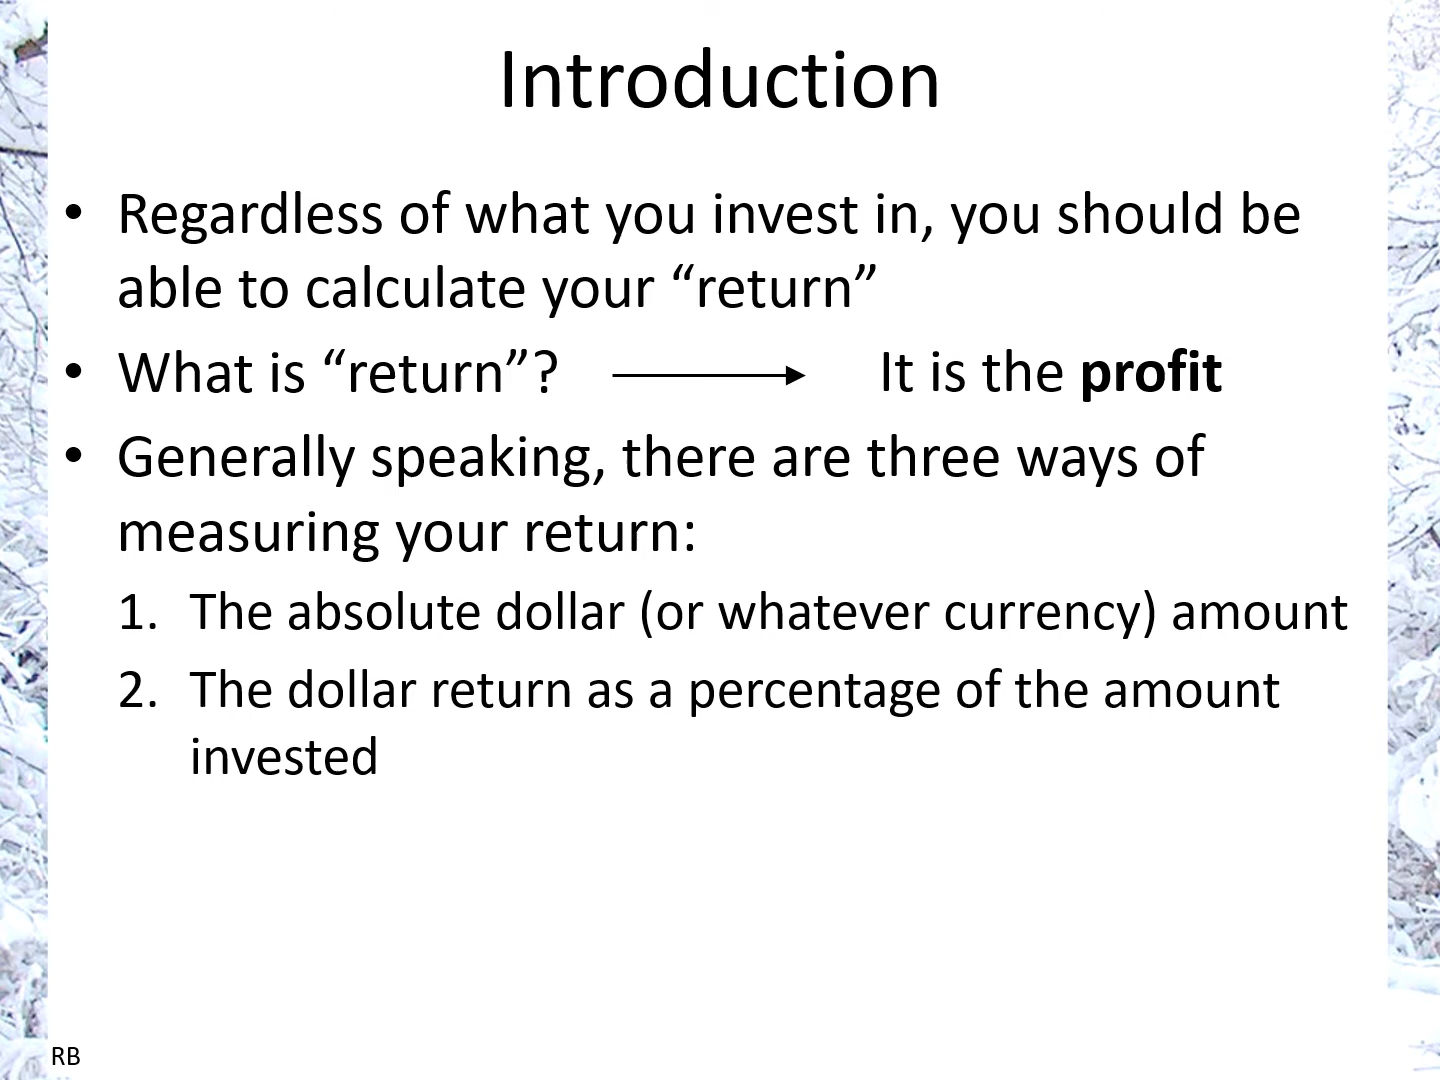 Introduction
• Regardless of what you invest in, you should be
able to calculate your “return”
• What is “return”? It is the profit
• Generally speaking, there are three ways of
measuring your return:
1. The absolute dollar (or whatever currency) amount
2. The dollar return as a percentage of the amount
invested
RB